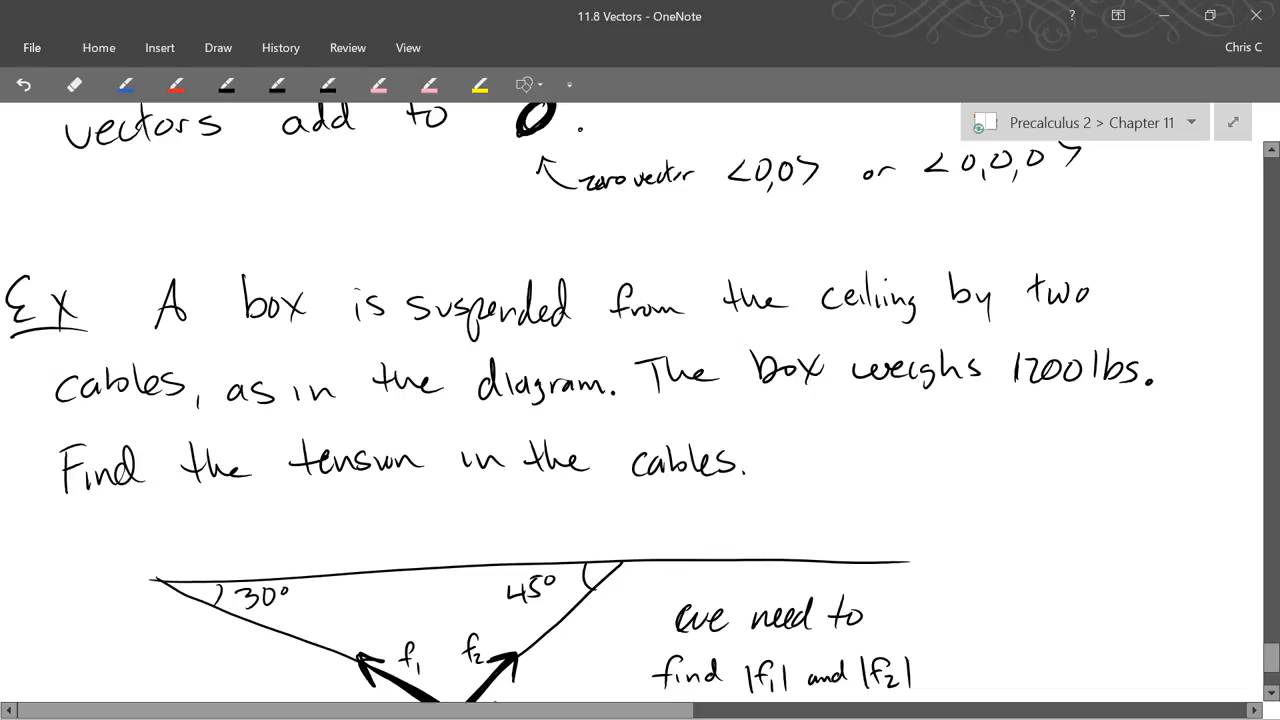 11.8 Vectors - OneNote
File Home Insert Draw History Review View
Chris C
Precalculus 2 > Chapter 11
vectors add to 0.
zero vector <0,0> or <0,0,0>
Ex A box is suspended from the ceiling by two
cables, as in the diagram. The box weighs 1200 lbs.
Find the tension in the cables.
30° 45°
f1 f2
we need to
find |f1| and |f2|